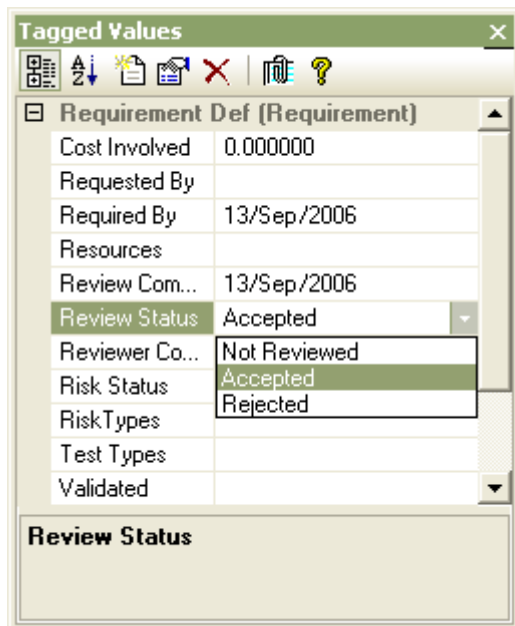 Tagged Values
Requirement Def (Requirement)
Cost Involved 0.000000
Requested By
Required By 13/Sep/2006
Resources
Review Com... 13/Sep/2006
Review Status Accepted
Reviewer Co... Not Reviewed
Risk Status Accepted
RiskTypes Rejected
Test Types
Validated
Review Status